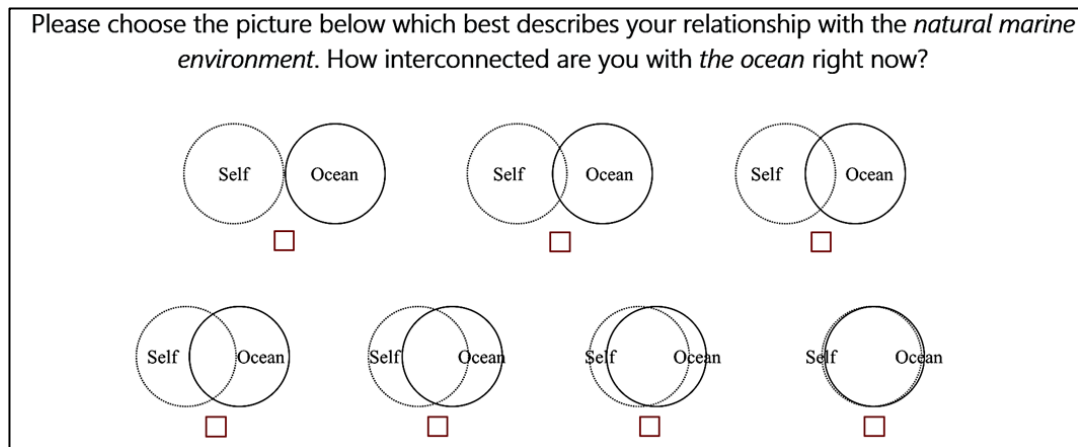 Please choose the picture below which best describes your relationship with the natural marine
environment. How interconnected are you with the ocean right now?
Self Ocean Self Ocean Self Ocean
Self Ocean Self Ocean Self Ocean Self Ocean